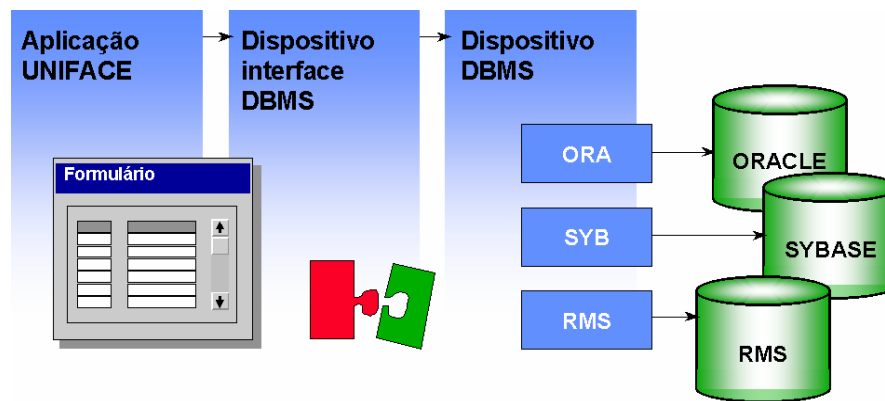 Aplicação
UNIFACE
Dispositivo
interface
DBMS
Dispositivo
DBMS
Formulário
ORA
ORACLE
SYB
SYBASE
RMS
RMS